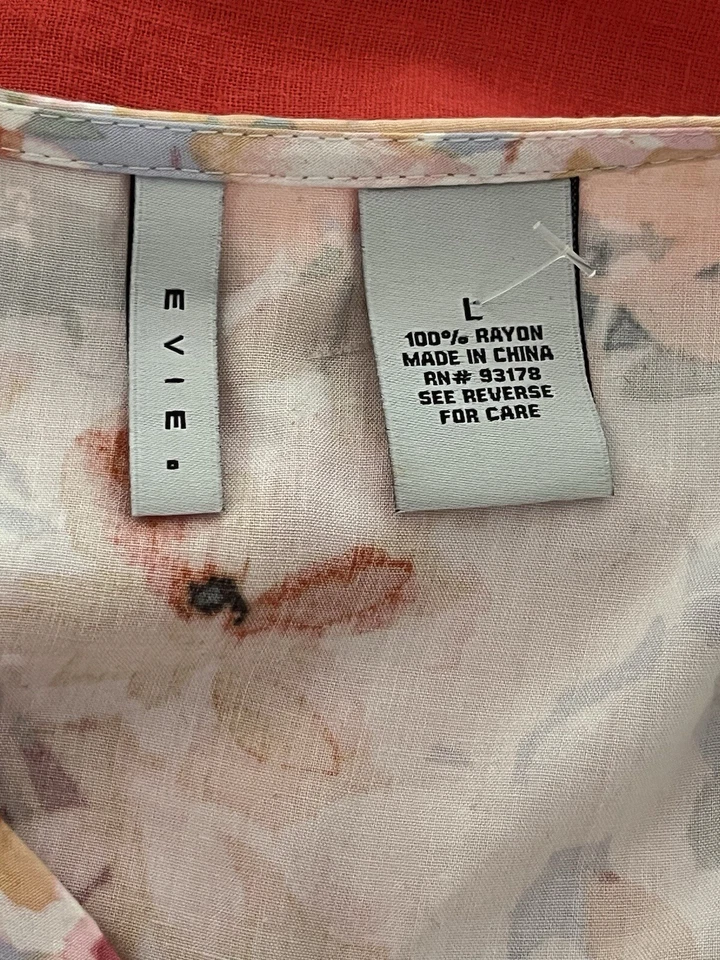 EVIE.
L
100% RAYON
MADE IN CHINA
RN# 93178
SEE REVERSE
FOR CARE